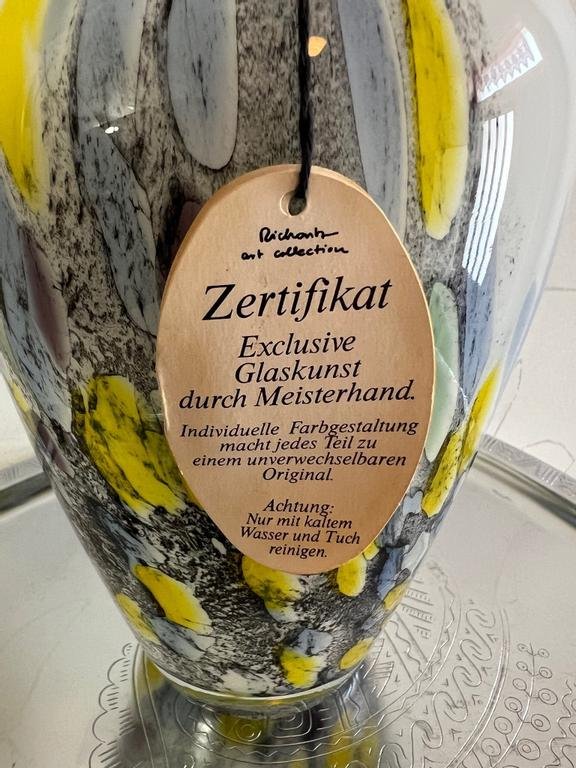 Richartz
art collection
Zertifikat
Exclusive
Glaskunst
durch Meisterhand.
Individuelle Farbgestaltung
macht jedes Teil zu
einem unverwechselbaren
Original.
Achtung:
Nur mit kaltem
Wasser und Tuch
reinigen.